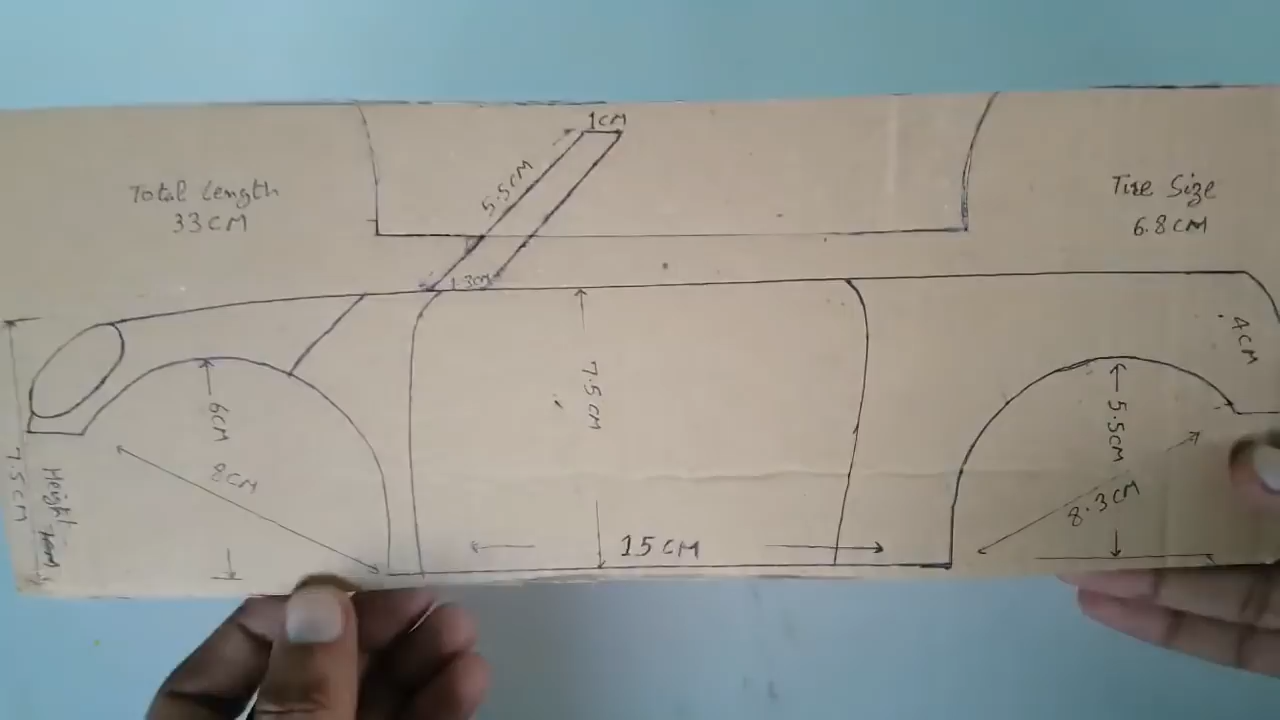 1CM
5.5CM
Total Length
33CM
Tire Size
6.8CM
1.3CM
4CM
7.5CM
6CM
5.5CM
8CM
8.3CM
7.5CM
Height
15CM